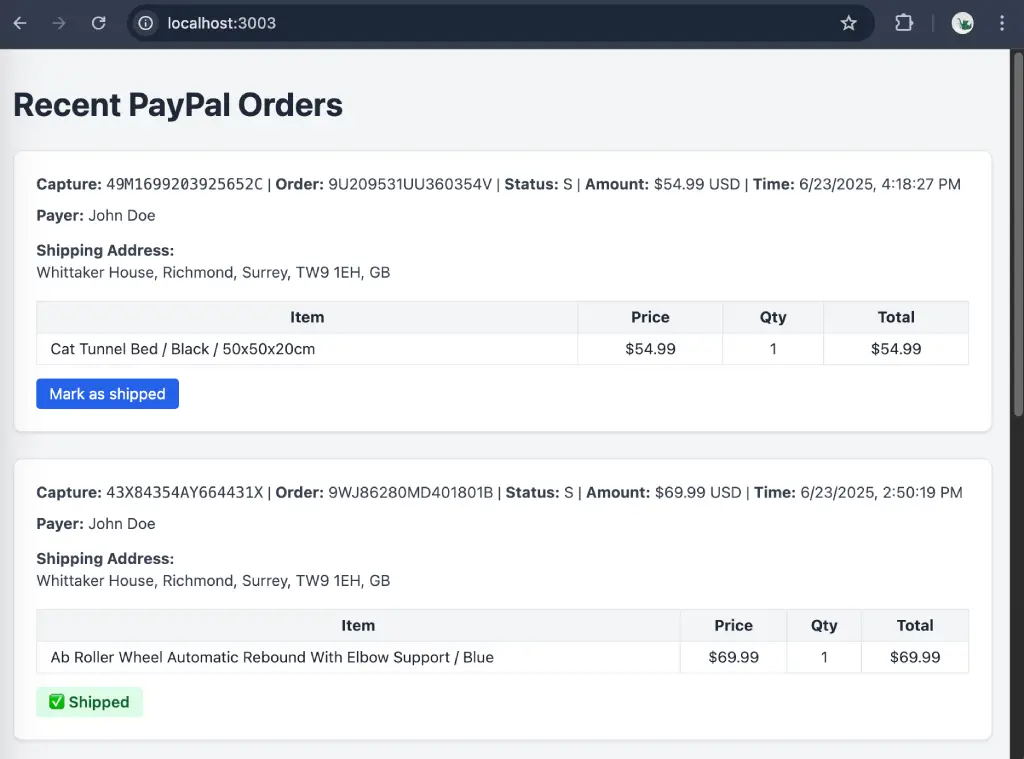 localhost:3003
Recent PayPal Orders
Capture: 49M1699203925652C | Order: 9U209531UU360354V | Status: S | Amount: $54.99 USD | Time: 6/23/2025, 4:18:27 PM
Payer: John Doe
Shipping Address:
Whittaker House, Richmond, Surrey, TW9 1EH, GB
Item Price Qty Total
Cat Tunnel Bed / Black / 50x50x20cm $54.99 1 $54.99
Mark as shipped
Capture: 43X84354AY664431X | Order: 9WJ86280MD401801B | Status: S | Amount: $69.99 USD | Time: 6/23/2025, 2:50:19 PM
Payer: John Doe
Shipping Address:
Whittaker House, Richmond, Surrey, TW9 1EH, GB
Item Price Qty Total
Ab Roller Wheel Automatic Rebound With Elbow Support / Blue $69.99 1 $69.99
✅ Shipped